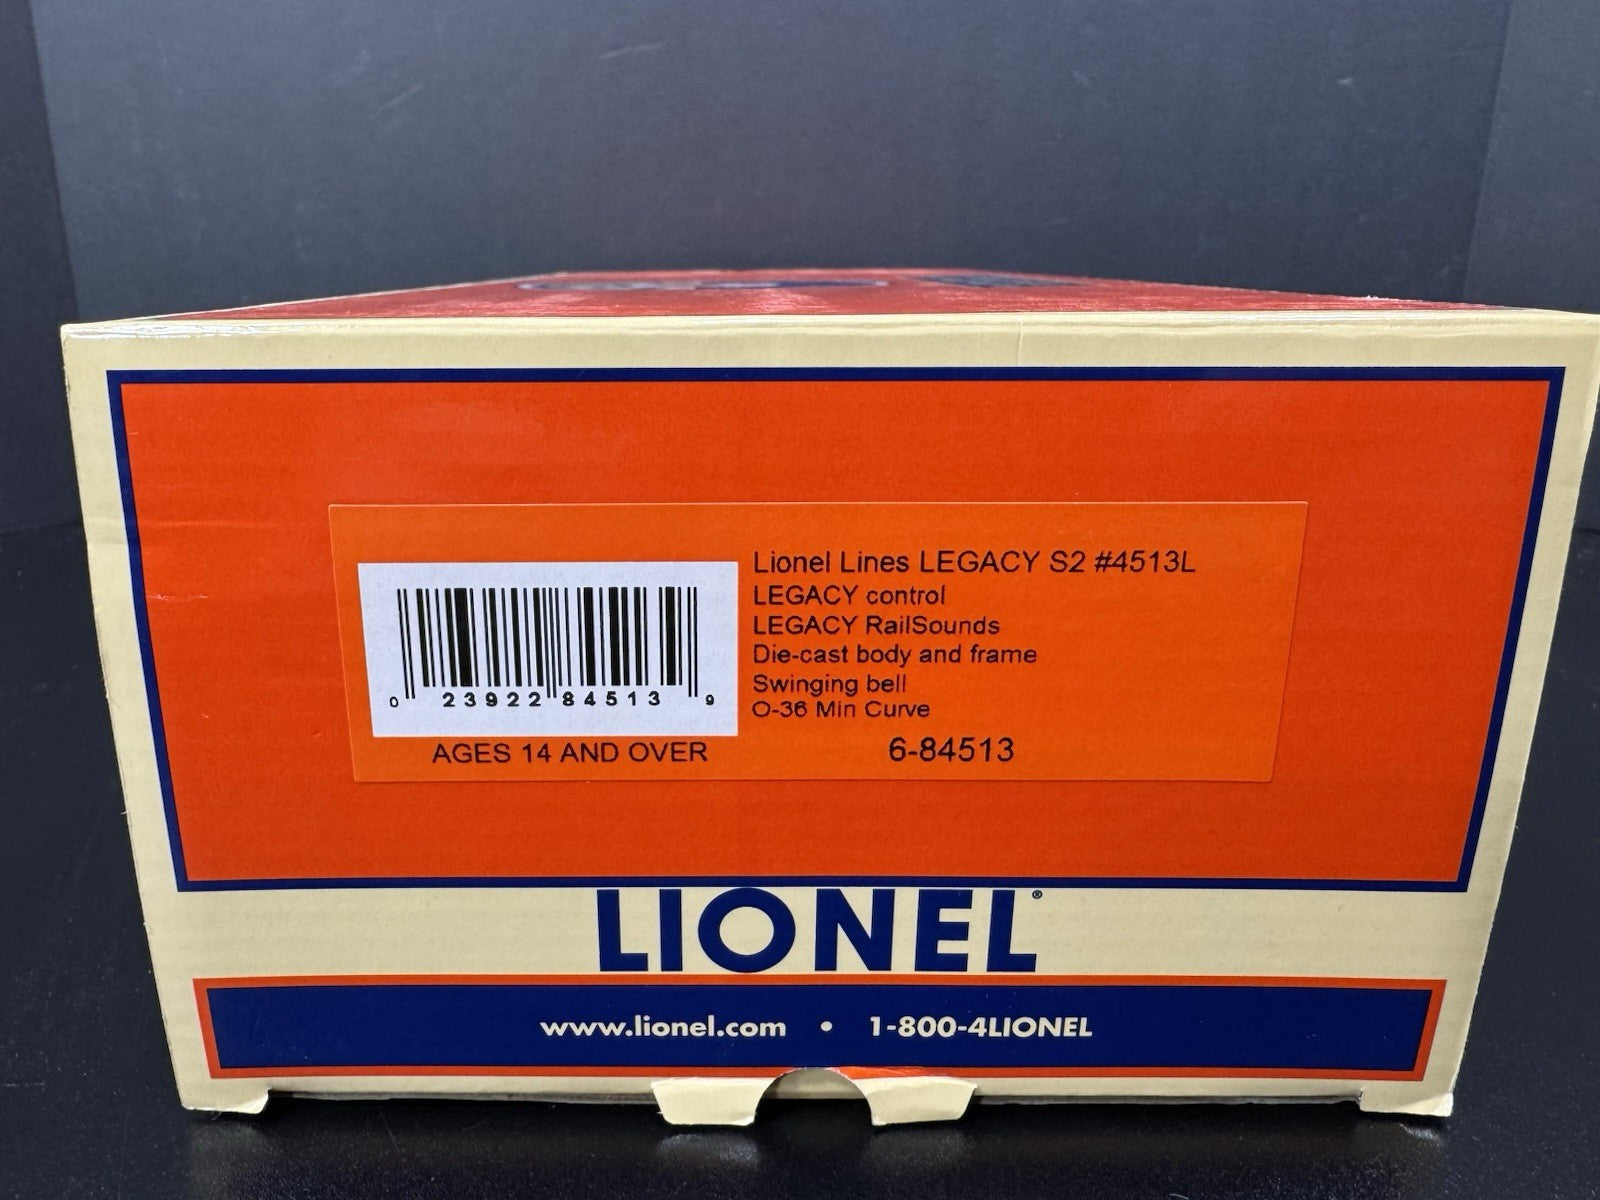 Lionel Lines LEGACY S2 #4513L
LEGACY control
LEGACY RailSounds
Die-cast body and frame
Swinging bell
O-36 Min Curve
0 23922 84513 9
AGES 14 AND OVER
6-84513
LIONEL®
www.lionel.com • 1-800-4LIONEL